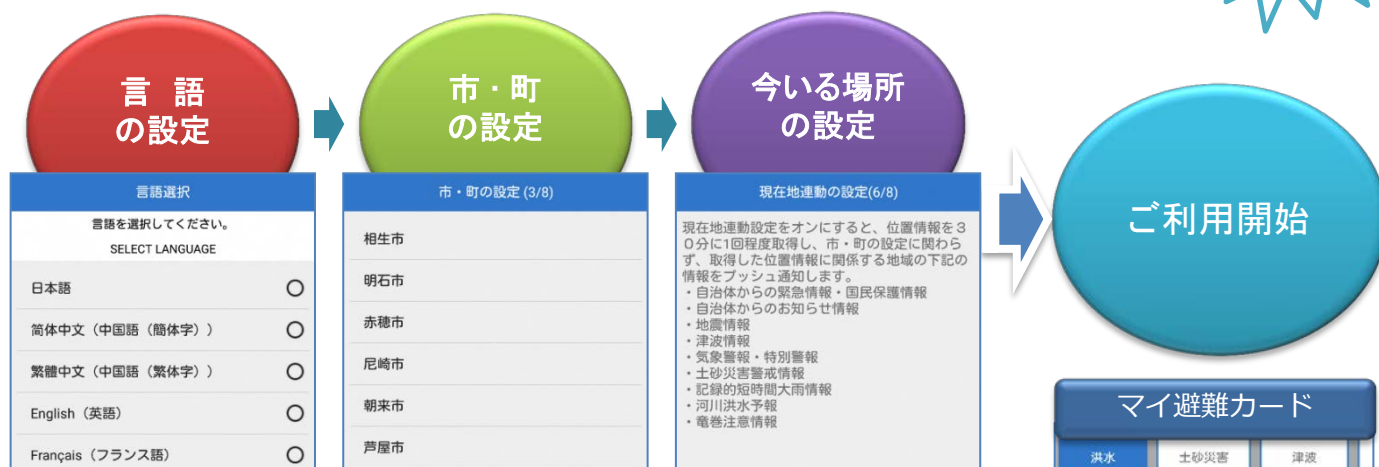 言 語
の設定
市・町
の設定
今いる場所
の設定
ご利用開始
言語選択
言語を選択してください。
SELECT LANGUAGE
日本語
简体中文（中国語（簡体字））
繁體中文（中国語（繁体字））
English（英語）
Français（フランス語）
市・町の設定 (3/8)
相生市
明石市
赤穂市
尼崎市
朝来市
芦屋市
現在地連動の設定(6/8)
現在地連動設定をオンにすると、位置情報を３
０分に1回程度取得し、市・町の設定に関わら
ず、取得した位置情報に関係する地域の下記の
情報をプッシュ通知します。
・自治体からの緊急情報・国民保護情報
・自治体からのお知らせ情報
・地震情報
・津波情報
・気象警報・特別警報
・土砂災害警戒情報
・記録的短時間大雨情報
・河川洪水予報
・竜巻注意情報
マイ避難カード
洪水
土砂災害
津波